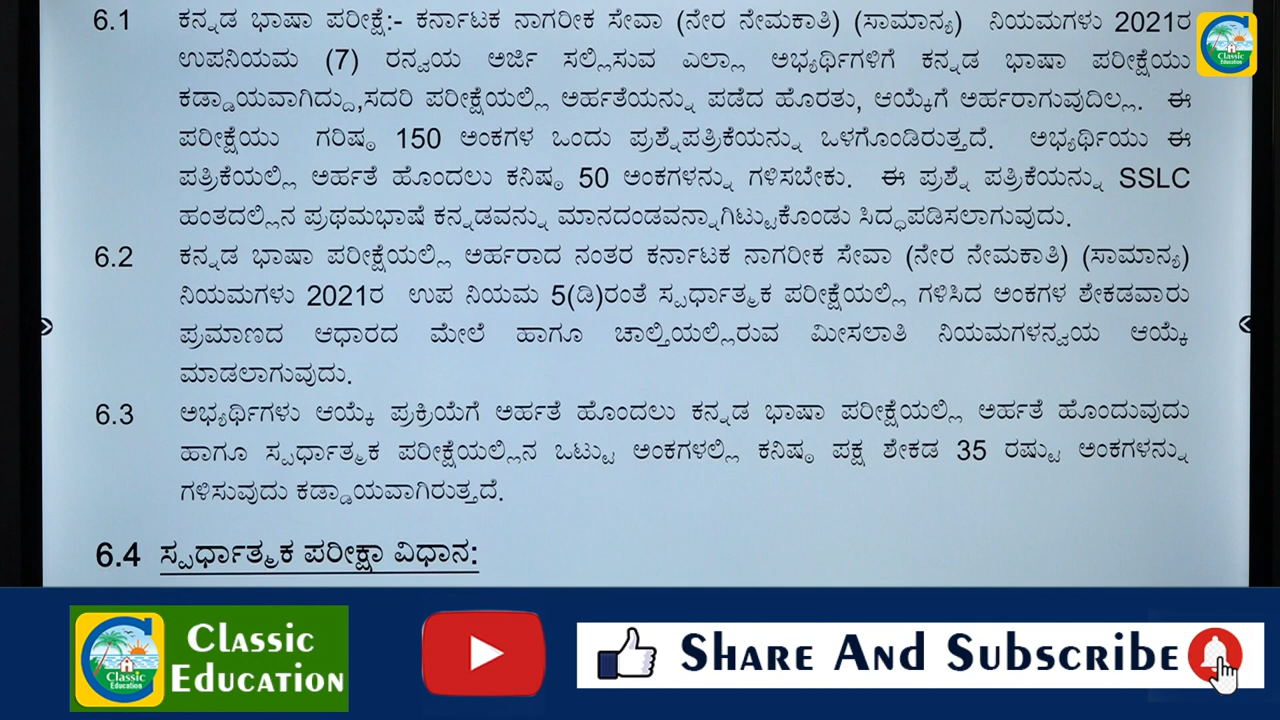 6.1 ಕನ್ನಡ ಭಾಷಾ ಪರೀಕ್ಷೆ:- ಕರ್ನಾಟಕ ನಾಗರೀಕ ಸೇವಾ (ನೇರ ನೇಮಕಾತಿ) (ಸಾಮಾನ್ಯ) ನಿಯಮಗಳು 2021ರ
ಉಪನಿಯಮ (7) ರನ್ವಯ ಅರ್ಜಿ ಸಲ್ಲಿಸುವ ಎಲ್ಲಾ ಅಭ್ಯರ್ಥಿಗಳಿಗೆ ಕನ್ನಡ ಭಾಷಾ ಪರೀಕ್ಷೆಯು
ಕಡ್ಡಾಯವಾಗಿದ್ದು,ಸದರಿ ಪರೀಕ್ಷೆಯಲ್ಲಿ ಅರ್ಹತೆಯನ್ನು ಪಡೆದ ಹೊರತು, ಆಯ್ಕೆಗೆ ಅರ್ಹರಾಗುವುದಿಲ್ಲ. ಈ
ಪರೀಕ್ಷೆಯು ಗರಿಷ್ಠ 150 ಅಂಕಗಳ ಒಂದು ಪ್ರಶ್ನೆಪತ್ರಿಕೆಯನ್ನು ಒಳಗೊಂಡಿರುತ್ತದೆ. ಅಭ್ಯರ್ಥಿಯು ಈ
ಪತ್ರಿಕೆಯಲ್ಲಿ ಅರ್ಹತೆ ಹೊಂದಲು ಕನಿಷ್ಠ 50 ಅಂಕಗಳನ್ನು ಗಳಿಸಬೇಕು. ಈ ಪ್ರಶ್ನೆ ಪತ್ರಿಕೆಯನ್ನು SSLC
ಹಂತದಲ್ಲಿನ ಪ್ರಥಮಭಾಷೆ ಕನ್ನಡವನ್ನು ಮಾನದಂಡವನ್ನಾಗಿಟ್ಟುಕೊಂಡು ಸಿದ್ಧಪಡಿಸಲಾಗುವುದು.
6.2 ಕನ್ನಡ ಭಾಷಾ ಪರೀಕ್ಷೆಯಲ್ಲಿ ಅರ್ಹರಾದ ನಂತರ ಕರ್ನಾಟಕ ನಾಗರೀಕ ಸೇವಾ (ನೇರ ನೇಮಕಾತಿ) (ಸಾಮಾನ್ಯ)
ನಿಯಮಗಳು 2021ರ ಉಪ ನಿಯಮ 5(ಡಿ)ರಂತೆ ಸ್ಪರ್ಧಾತ್ಮಕ ಪರೀಕ್ಷೆಯಲ್ಲಿ ಗಳಿಸಿದ ಅಂಕಗಳ ಶೇಕಡವಾರು
ಪ್ರಮಾಣದ ಆಧಾರದ ಮೇಲೆ ಹಾಗೂ ಚಾಲ್ತಿಯಲ್ಲಿರುವ ಮೀಸಲಾತಿ ನಿಯಮಗಳನ್ವಯ ಆಯ್ಕೆ
ಮಾಡಲಾಗುವುದು.
6.3 ಅಭ್ಯರ್ಥಿಗಳು ಆಯ್ಕೆ ಪ್ರಕ್ರಿಯೆಗೆ ಅರ್ಹತೆ ಹೊಂದಲು ಕನ್ನಡ ಭಾಷಾ ಪರೀಕ್ಷೆಯಲ್ಲಿ ಅರ್ಹತೆ ಹೊಂದುವುದು
ಹಾಗೂ ಸ್ಪರ್ಧಾತ್ಮಕ ಪರೀಕ್ಷೆಯಲ್ಲಿನ ಒಟ್ಟು ಅಂಕಗಳಲ್ಲಿ ಕನಿಷ್ಠ ಪಕ್ಷ ಶೇಕಡ 35 ರಷ್ಟು ಅಂಕಗಳನ್ನು
ಗಳಿಸುವುದು ಕಡ್ಡಾಯವಾಗಿರುತ್ತದೆ.
6.4 ಸ್ಪರ್ಧಾತ್ಮಕ ಪರೀಕ್ಷಾ ವಿಧಾನ:
Classic
Education
Classic
Education
Classic
Education
Share And Subscribe